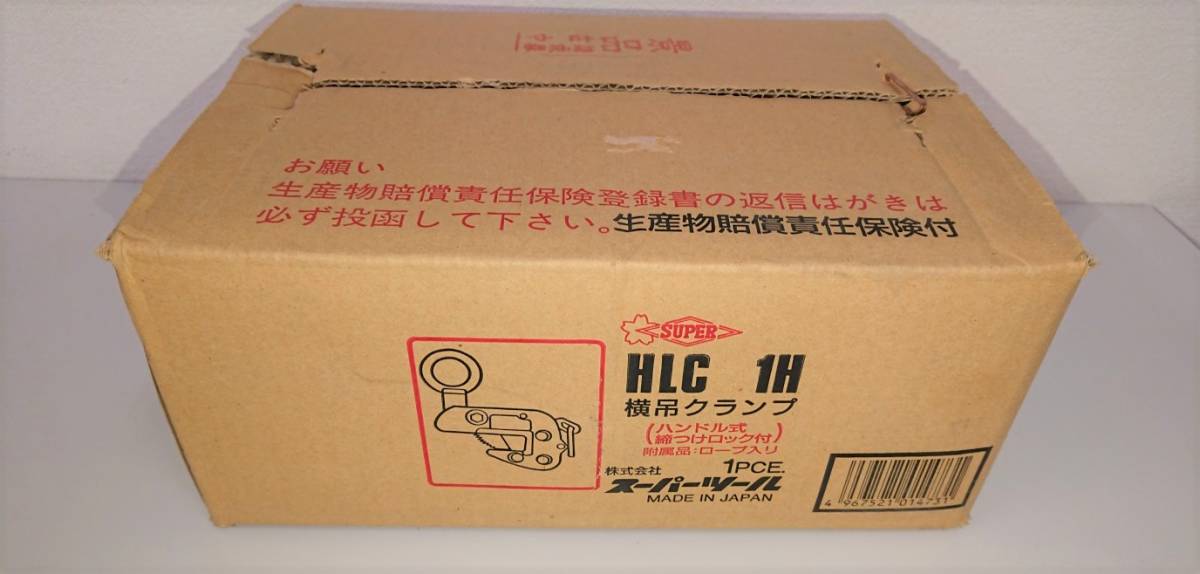 お願い
生産物賠償責任保険登録書の返信はがきは
必ず投函して下さい。生産物賠償責任保険付
SUPER
HLC 1H
横吊クランプ
(ハンドル式
締つけロック付)
附属品:ロープ入り
1PCE.
株式会社
スーパーツール
MADE IN JAPAN
4 967521 014731